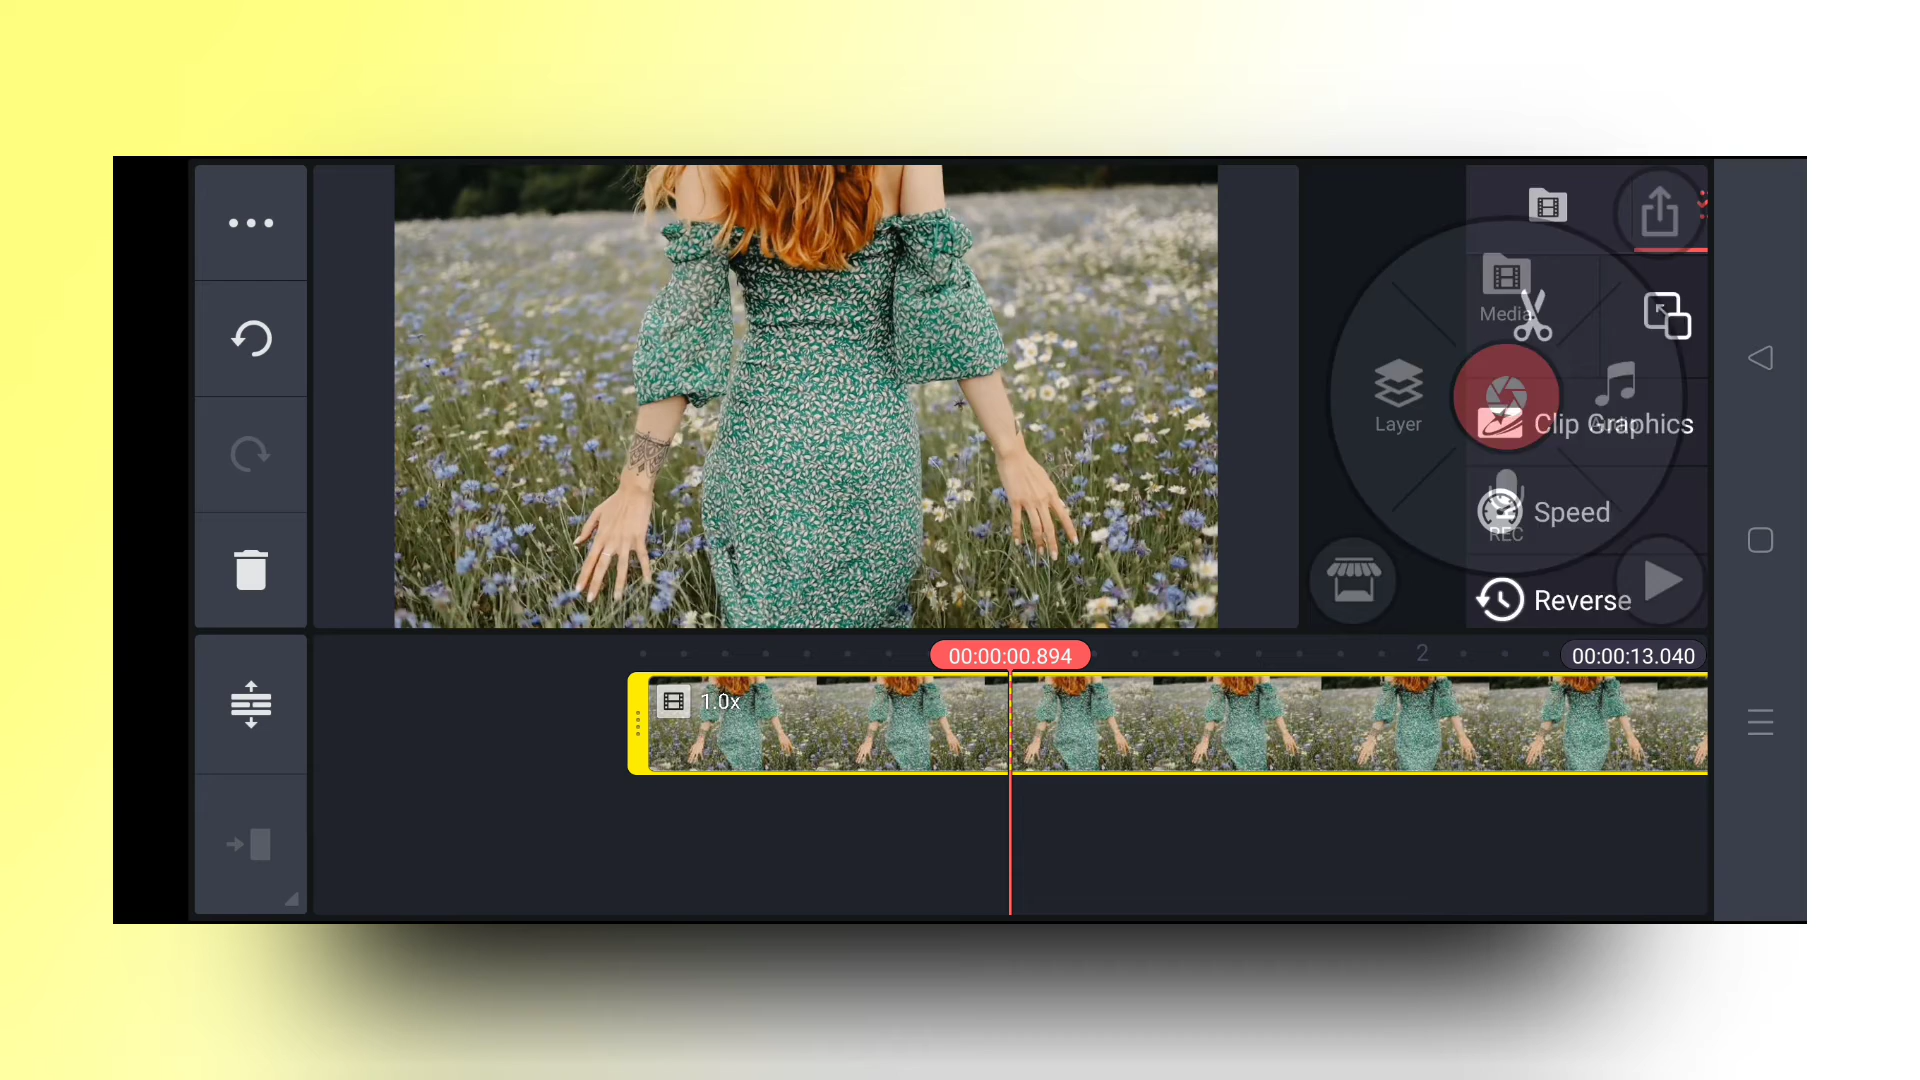 Media
Layer
Clip Graphics
Speed
REC
Reverse
00:00:00.894
2
00:00:13.040
1.0x